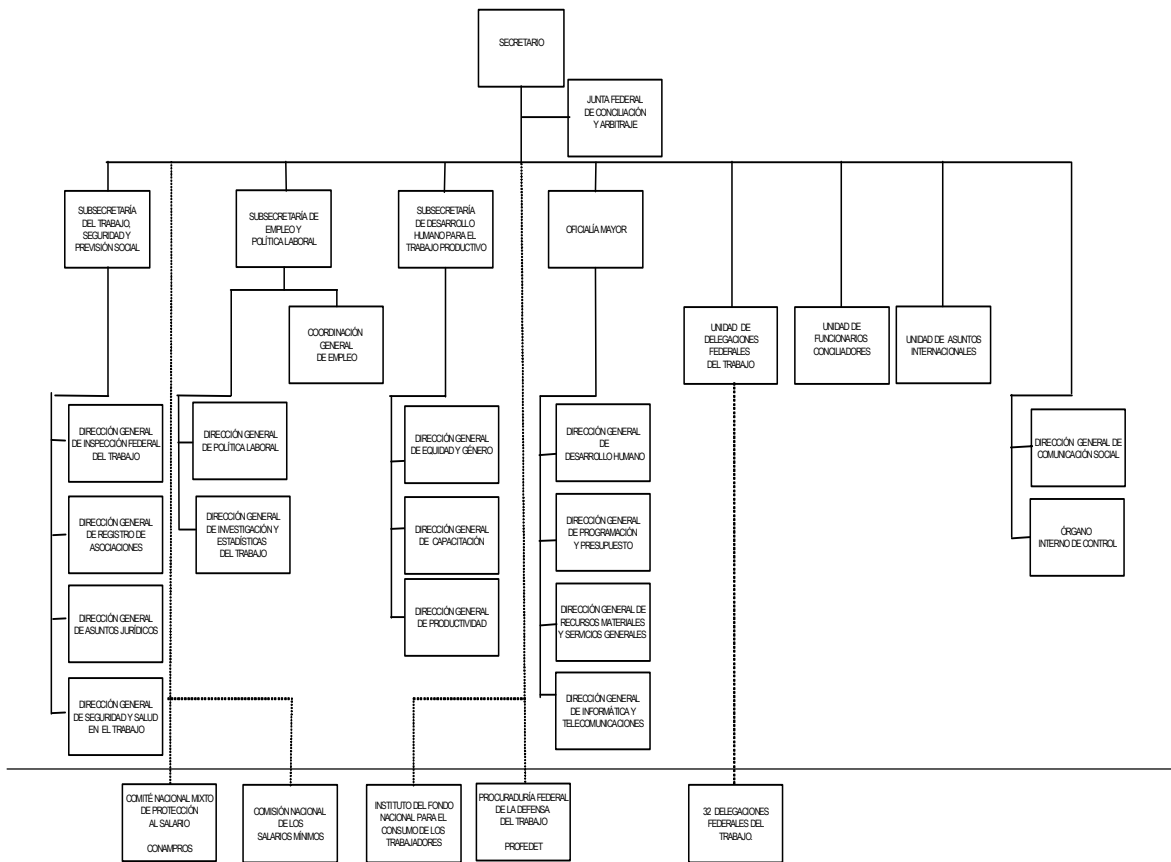 SECRETARIO
JUNTA FEDERAL
DE CONCILIACIÓN
Y ARBITRAJE
SUBSECRETARÍA
DEL TRABAJO,
SEGURIDAD Y
PREVISIÓN SOCIAL
SUBSECRETARÍA DE
EMPLEO Y
POLÍTICA LABORAL
SUBSECRETARÍA
DE DESARROLLO
HUMANO PARA EL
TRABAJO PRODUCTIVO
OFICIALÍA MAYOR
COORDINACIÓN
GENERAL
DE EMPLEO
UNIDAD DE
DELEGACIONES
FEDERALES
DEL TRABAJO
UNIDAD DE
FUNCIONARIOS
CONCILIADORES
UNIDAD DE ASUNTOS
INTERNACIONALES
DIRECCIÓN GENERAL
DE INSPECCIÓN FEDERAL
DEL TRABAJO
DIRECCIÓN GENERAL
DE POLÍTICA LABORAL
DIRECCIÓN GENERAL
DE EQUIDAD Y GÉNERO
DIRECCIÓN GENERAL
DE
DESARROLLO HUMANO
DIRECCIÓN GENERAL DE
COMUNICACIÓN SOCIAL
DIRECCIÓN GENERAL
DE REGISTRO DE
ASOCIACIONES
DIRECCIÓN GENERAL
DE INVESTIGACIÓN Y
ESTADÍSTICAS
DEL TRABAJO
DIRECCIÓN GENERAL
DE CAPACITACIÓN
DIRECCIÓN GENERAL
DE PROGRAMACIÓN
Y PRESUPUESTO
ÓRGANO
INTERNO DE CONTROL
DIRECCIÓN GENERAL
DE ASUNTOS JURÍDICOS
DIRECCIÓN GENERAL
DE PRODUCTIVIDAD
DIRECCIÓN GENERAL DE
RECURSOS MATERIALES
Y SERVICIOS GENERALES
DIRECCIÓN GENERAL
DE SEGURIDAD Y SALUD
EN EL TRABAJO
DIRECCIÓN GENERAL
DE INFORMÁTICA Y
TELECOMUNICACIONES
COMITÉ NACIONAL MIXTO
DE PROTECCIÓN
AL SALARIO
CONAMPROS
COMISIÓN NACIONAL
DE LOS
SALARIOS MÍNIMOS
INSTITUTO DEL FONDO
NACIONAL PARA EL
CONSUMO DE LOS
TRABAJADORES
PROCURADURÍA FEDERAL
DE LA DEFENSA
DEL TRABAJO
PROFEDET
32 DELEGACIONES
FEDERALES DEL
TRABAJO.